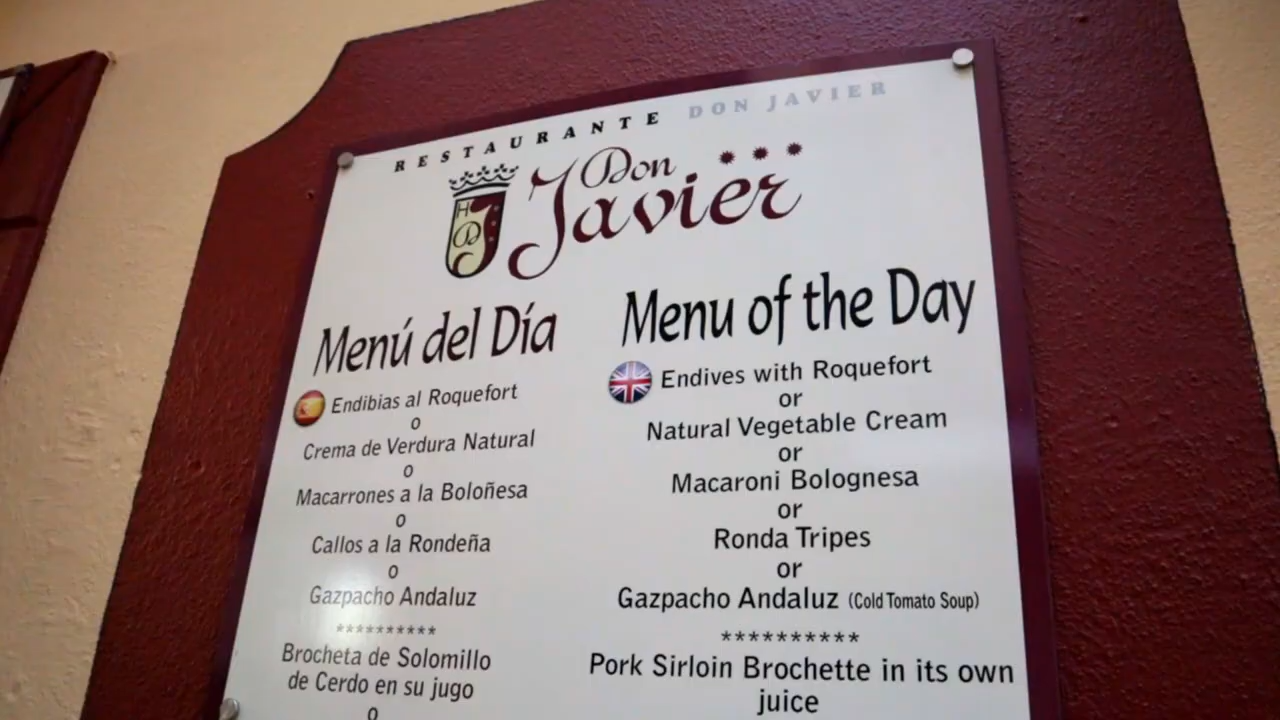 RESTAURANTE DON JAVIER
Don
Javier
H
D J
Menú del Día
Endibias al Roquefort
o
Crema de Verdura Natural
o
Macarrones a la Boloñesa
o
Callos a la Rondeña
o
Gazpacho Andaluz
**********
Brocheta de Solomillo
de Cerdo en su jugo
o
Menu of the Day
Endives with Roquefort
or
Natural Vegetable Cream
or
Macaroni Bolognesa
or
Ronda Tripes
or
Gazpacho Andaluz (Cold Tomato Soup)
**********
Pork Sirloin Brochette in its own
juice